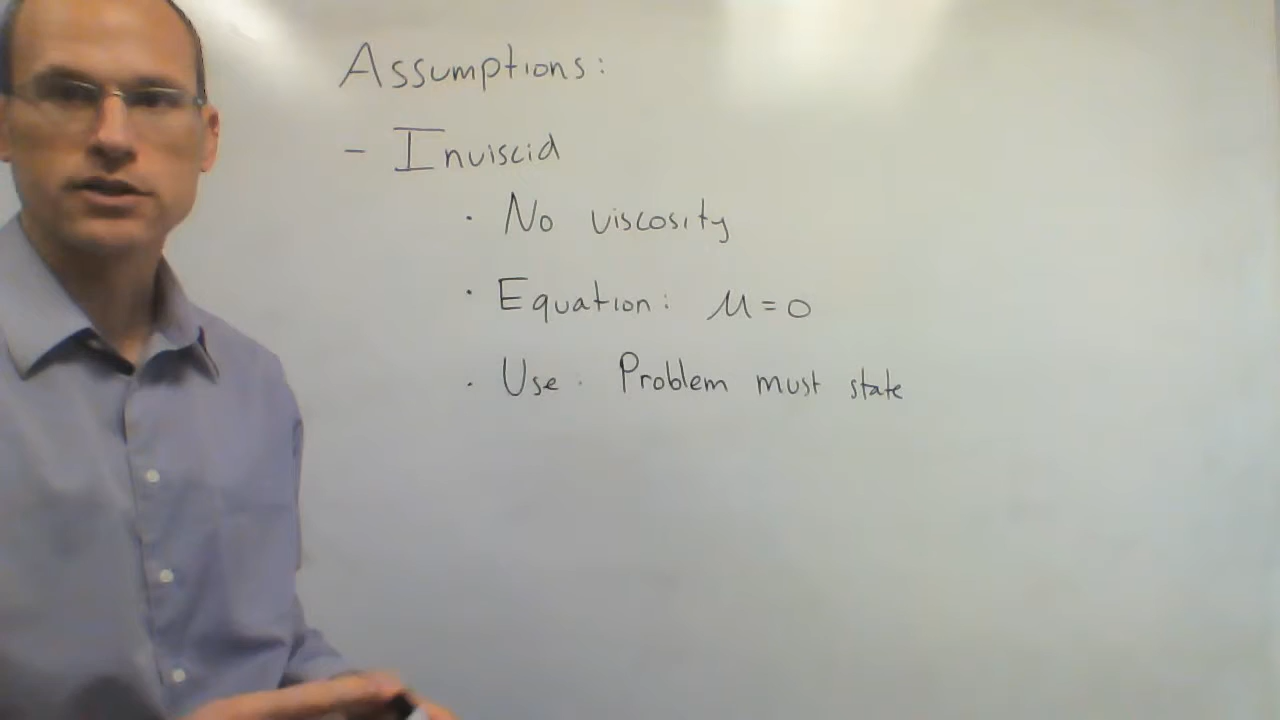 Assumptions:
- Inviscid
· No viscosity
· Equation: μ=0
· Use: Problem must state